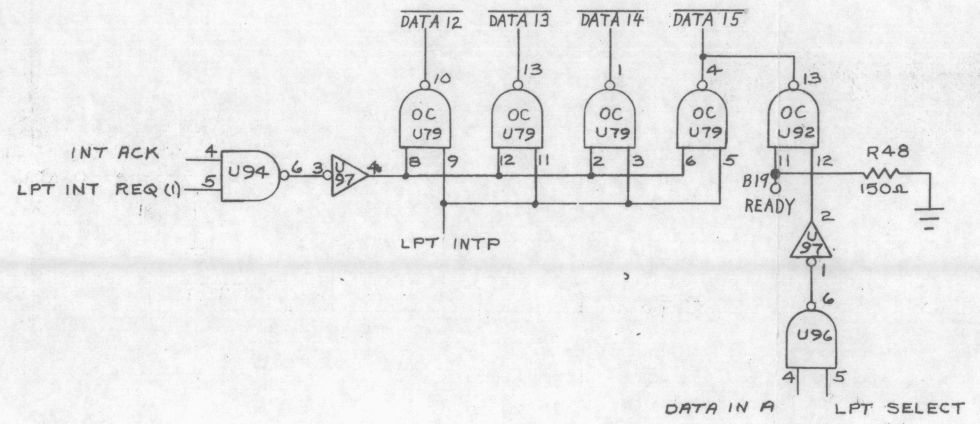 DATA 12 DATA 13 DATA 14 DATA 15
10 13 1 4 13
OC U79 OC U79 OC U79 OC U79 OC U92
8 9 12 11 2 3 6 5 11 12
INT ACK 4
U94 6 3 U 97 4
LPT INT REQ (1) 5
R48
150Ω
B19
READY
LPT INTP
2
U 97
1
6
U96
4 5
DATA IN A LPT SELECT